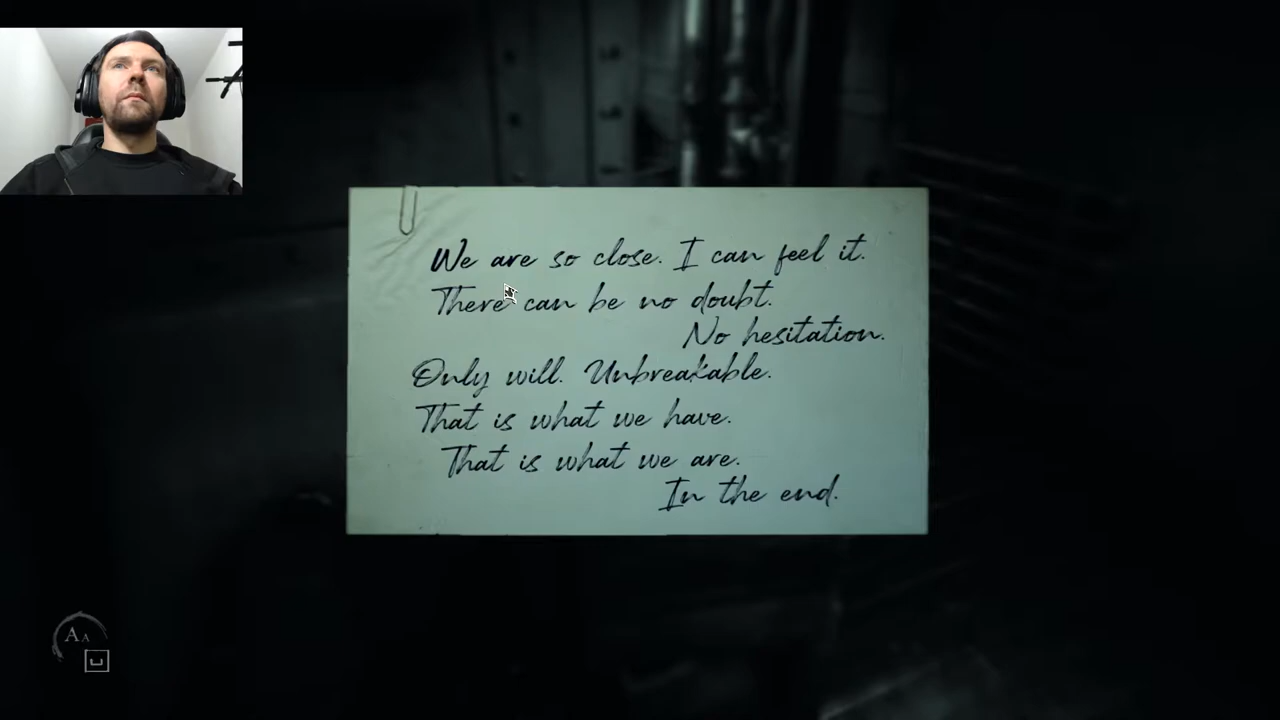 We are so close. I can feel it.
There can be no doubt.
No hesitation.
Only will. Unbreakable.
That is what we have.
That is what we are.
In the end.
A A